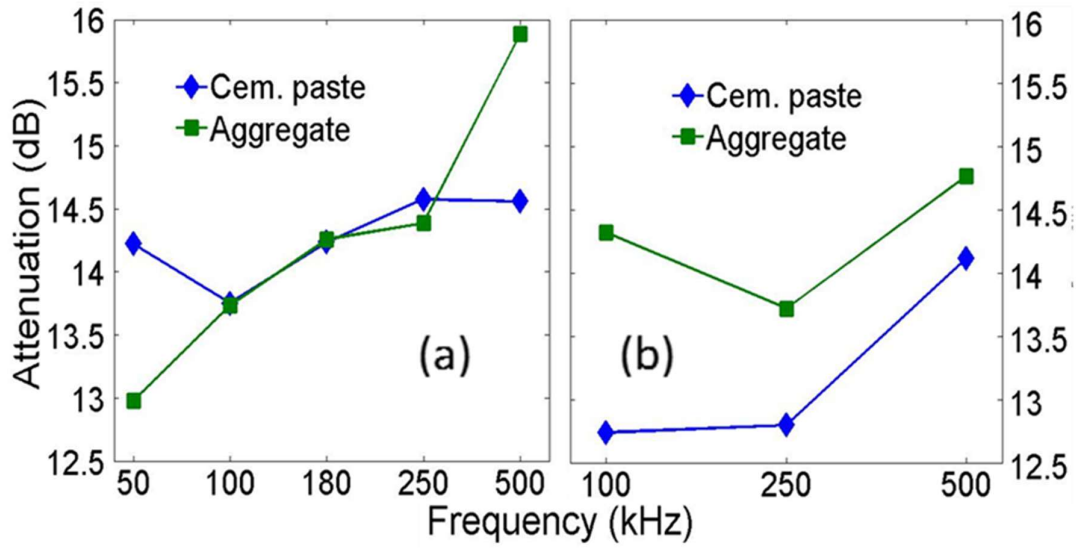 Attenuation (dB)
16
15.5
15
14.5
14
13.5
13
12.5
Cem. paste
Aggregate
(a)
50 100 180 250 500
Cem. paste
Aggregate
(b)
100 250 500
16
15.5
15
14.5
14
13.5
13
12.5
Frequency (kHz)